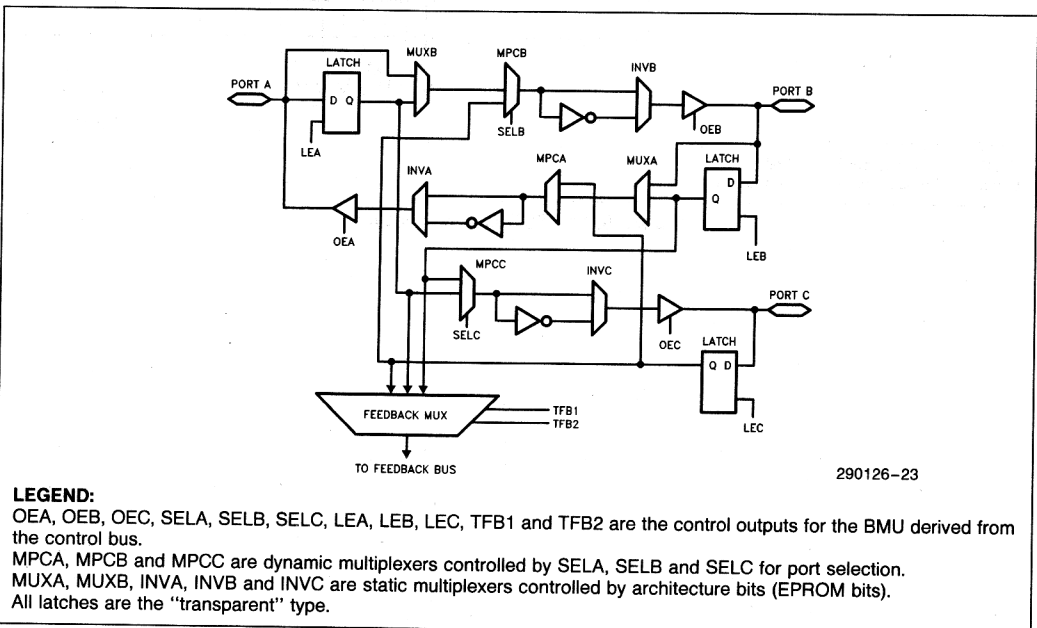 MUXB
MPCB
LATCH
INVB
PORT A
PORT B
D Q
SELB
OEB
LEA
MPCA
MUXA
LATCH
INVA
D
Q
OEA
LEB
MPCC
INVC
PORT C
SELC
OEC
LATCH
Q D
FEEDBACK MUX
TFB1
TFB2
LEC
TO FEEDBACK BUS
290126-23
LEGEND:
OEA, OEB, OEC, SELA, SELB, SELC, LEA, LEB, LEC, TFB1 and TFB2 are the control outputs for the BMU derived from
the control bus.
MPCA, MPCB and MPCC are dynamic multiplexers controlled by SELA, SELB and SELC for port selection.
MUXA, MUXB, INVA, INVB and INVC are static multiplexers controlled by architecture bits (EPROM bits).
All latches are the "transparent" type.